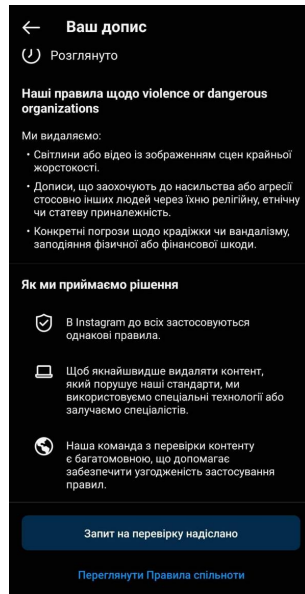 Ваш допис
Розглянуто
Наші правила щодо violence or dangerous
organizations
Ми видаляємо:
• Світлини або відео із зображенням сцен крайньої
жорстокості.
• Дописи, що заохочують до насильства або агресії
стосовно інших людей через їхню релігійну, етнічну
чи статеву приналежність.
• Конкретні погрози щодо крадіжки чи вандалізму,
заподіяння фізичної або фінансової шкоди.
Як ми приймаємо рішення
В Instagram до всіх застосовуються
однакові правила.
Щоб якнайшвидше видаляти контент,
який порушує наші стандарти, ми
використовуємо спеціальні технології або
залучаємо спеціалістів.
Наша команда з перевірки контенту
є багатомовною, що допомагає
забезпечити узгодженість застосування
правил.
Запит на перевірку надіслано
Переглянути Правила спільноти